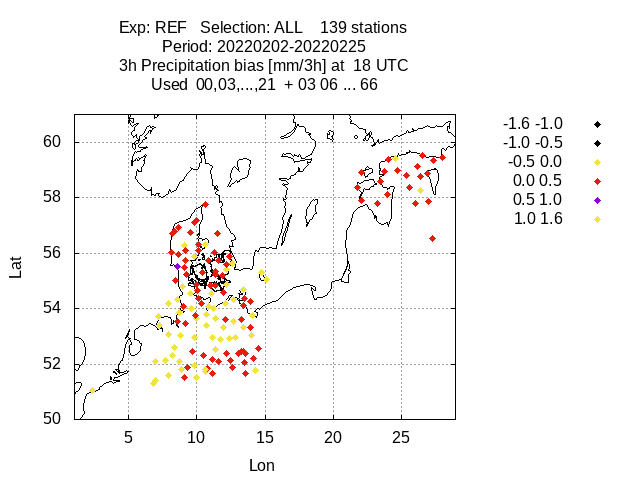 Exp: REF   Selection: ALL    139 stations
Period: 20220202-20220225
3h Precipitation bias [mm/3h] at  18 UTC
Used  00,03,...,21  + 03 06 ... 66
-1.6 -1.0
-1.0 -0.5
-0.5 0.0
0.0 0.5
0.5 1.0
1.0 1.6
60
58
56
54
52
50
Lat
5 10 15 20 25
Lon